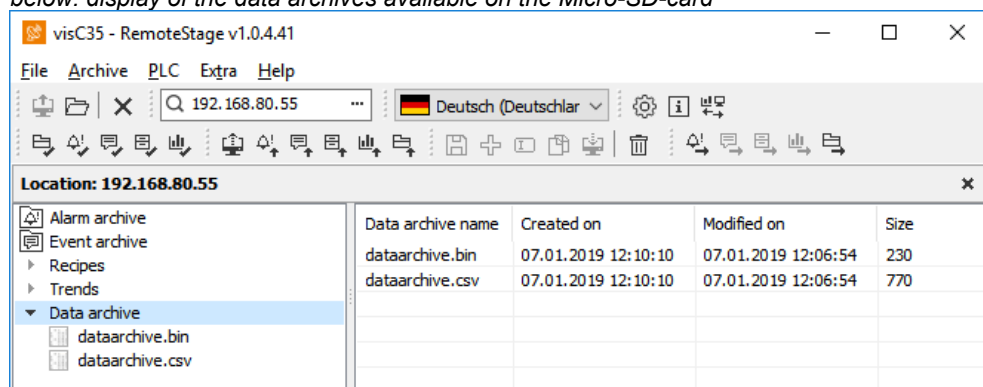 below: display of the data archives available on the Micro-SD-card
visC35 - RemoteStage v1.0.4.41
File Archive PLC Extra Help
192.168.80.55 ... Deutsch (Deutschlar
Location: 192.168.80.55
Alarm archive
Event archive
Recipes
Trends
Data archive
dataarchive.bin
dataarchive.csv
Data archive name Created on Modified on Size
dataarchive.bin 07.01.2019 12:10:10 07.01.2019 12:06:54 230
dataarchive.csv 07.01.2019 12:10:10 07.01.2019 12:06:54 770